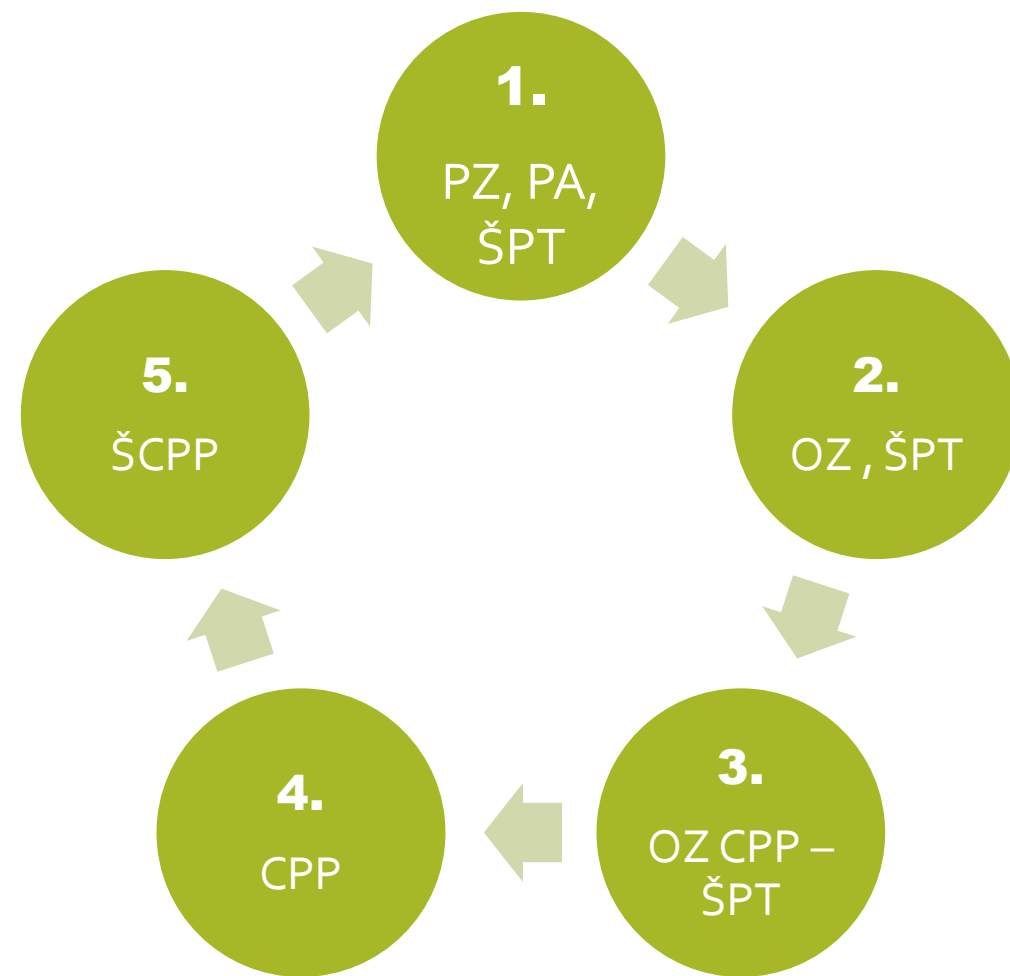 1.
PZ, PA,
ŠPT
2.
OZ , ŠPT
3.
OZ CPP –
ŠPT
4.
CPP
5.
ŠCPP